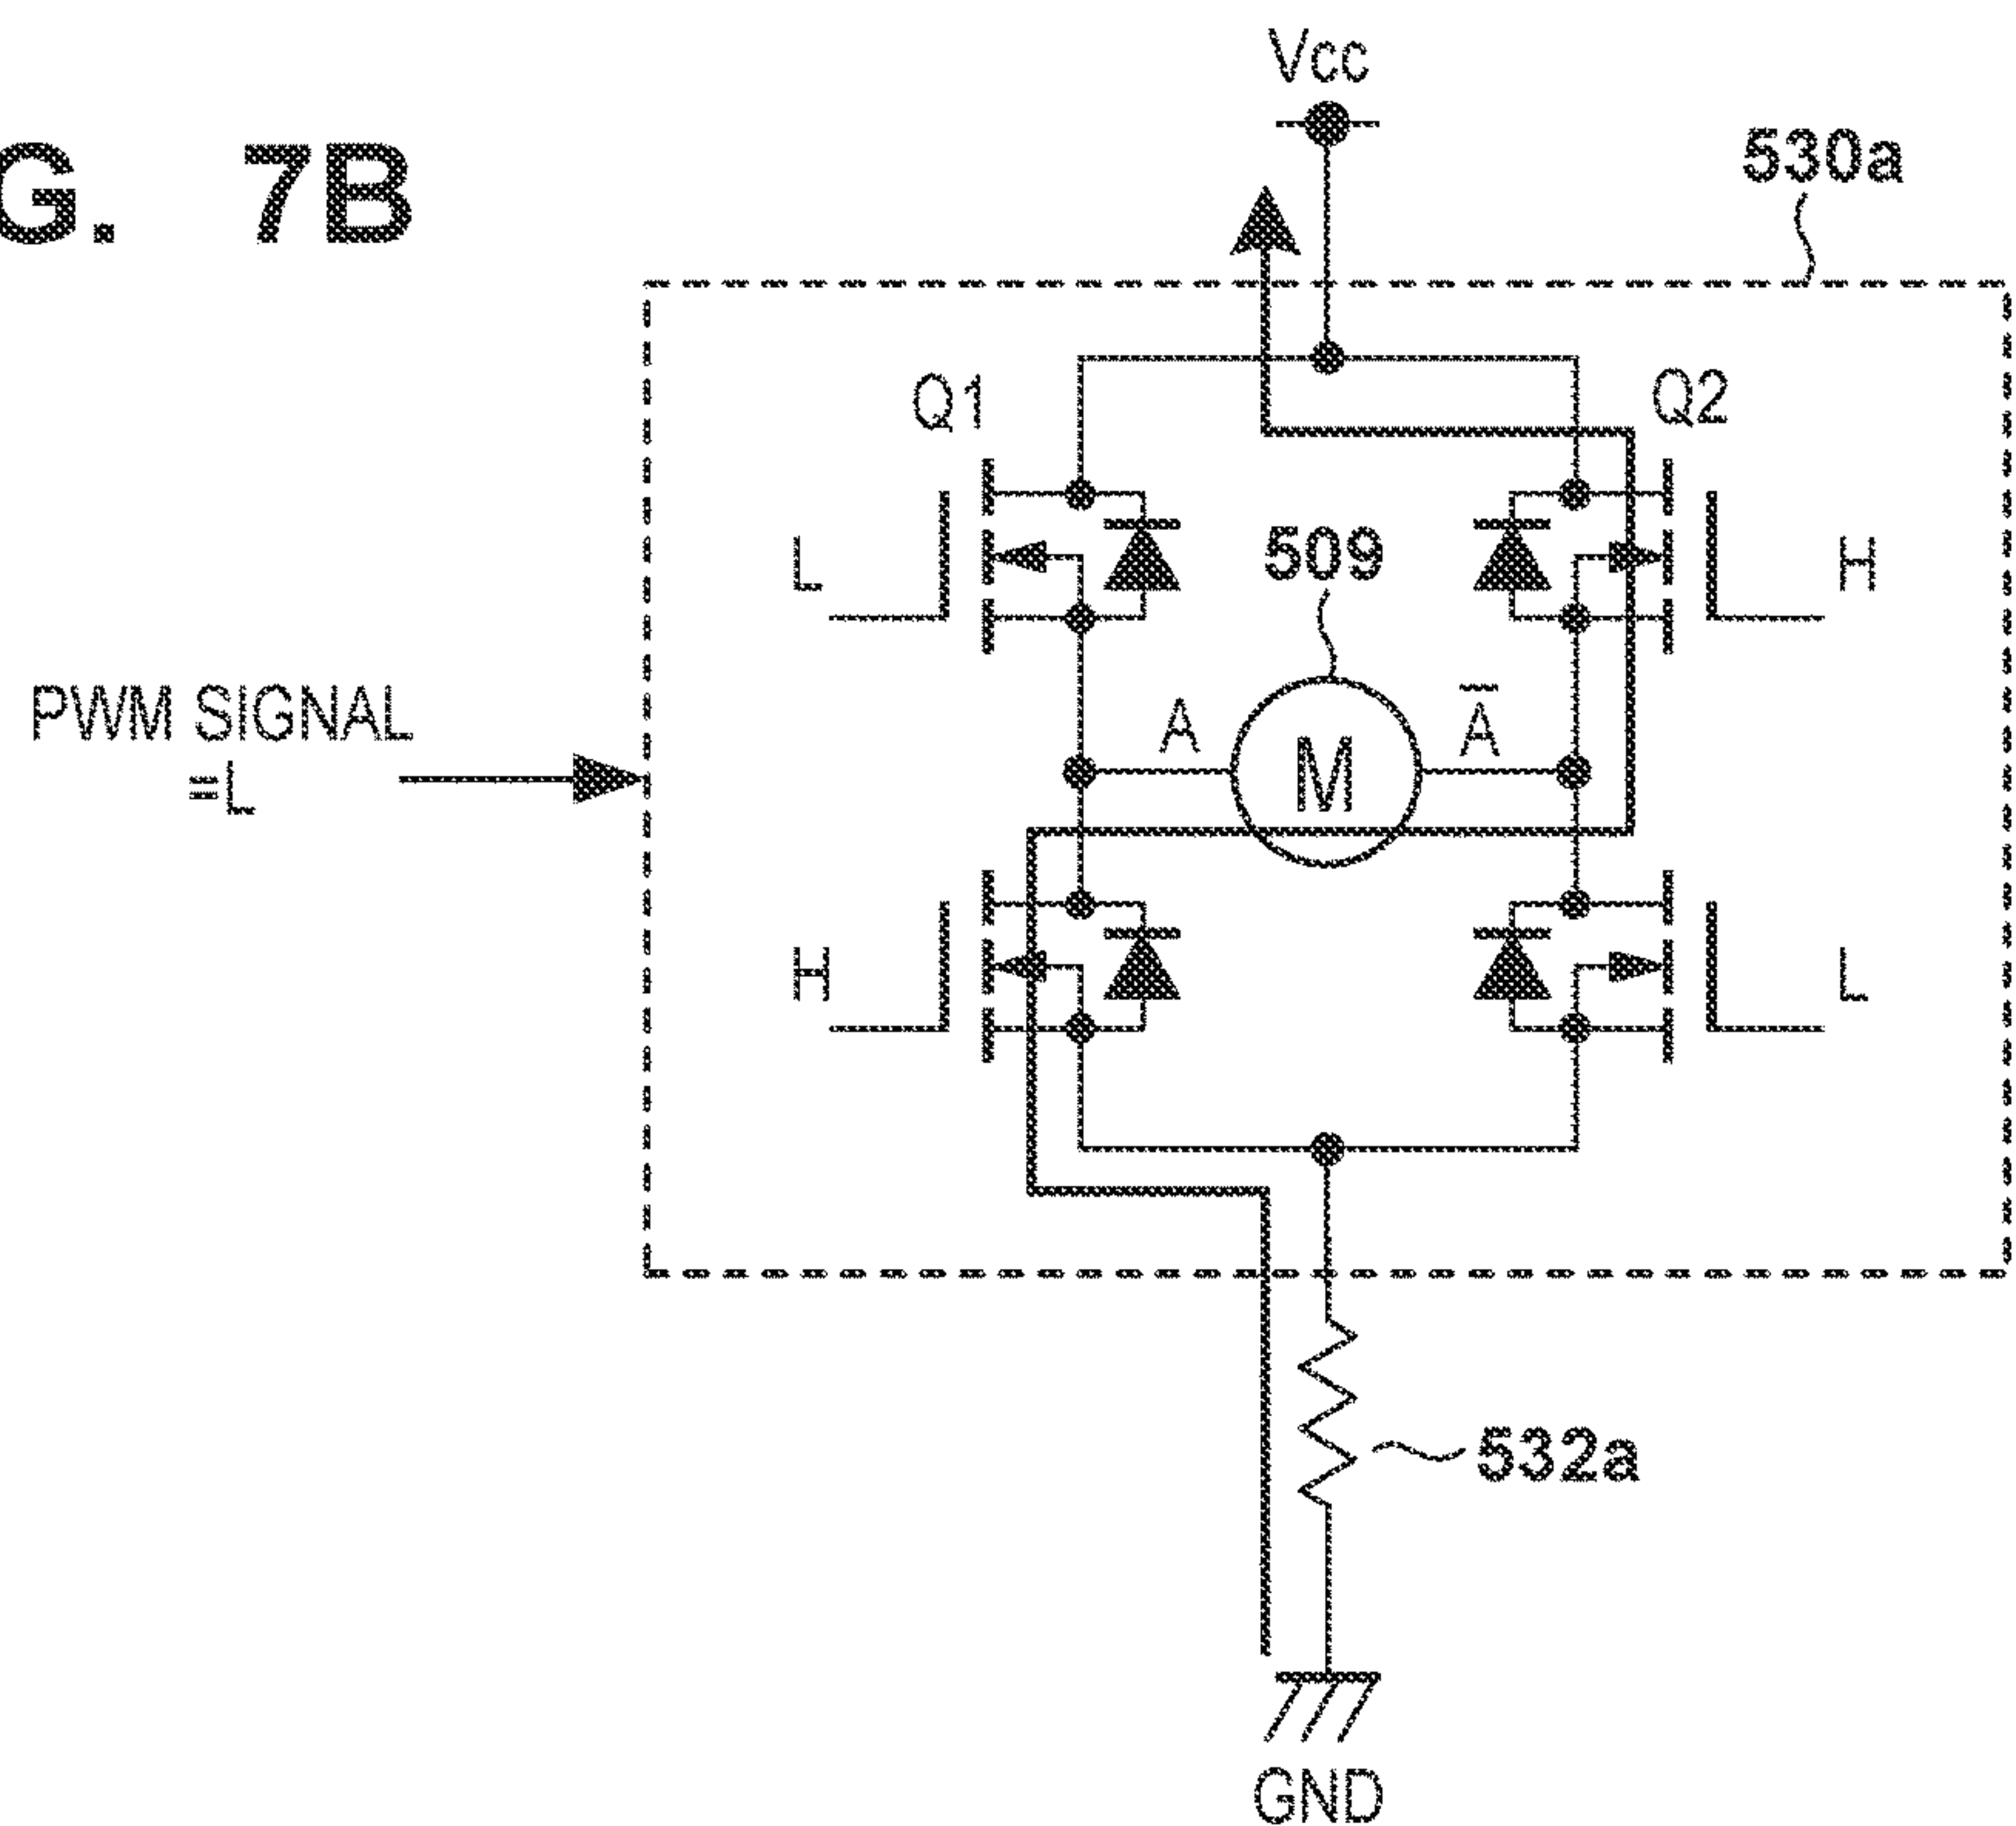 G. 7B
Vcc
530a
Q1
Q2
L
509
H
PWM SIGNAL
=L
A
M
A̅
H
L
532a
GND